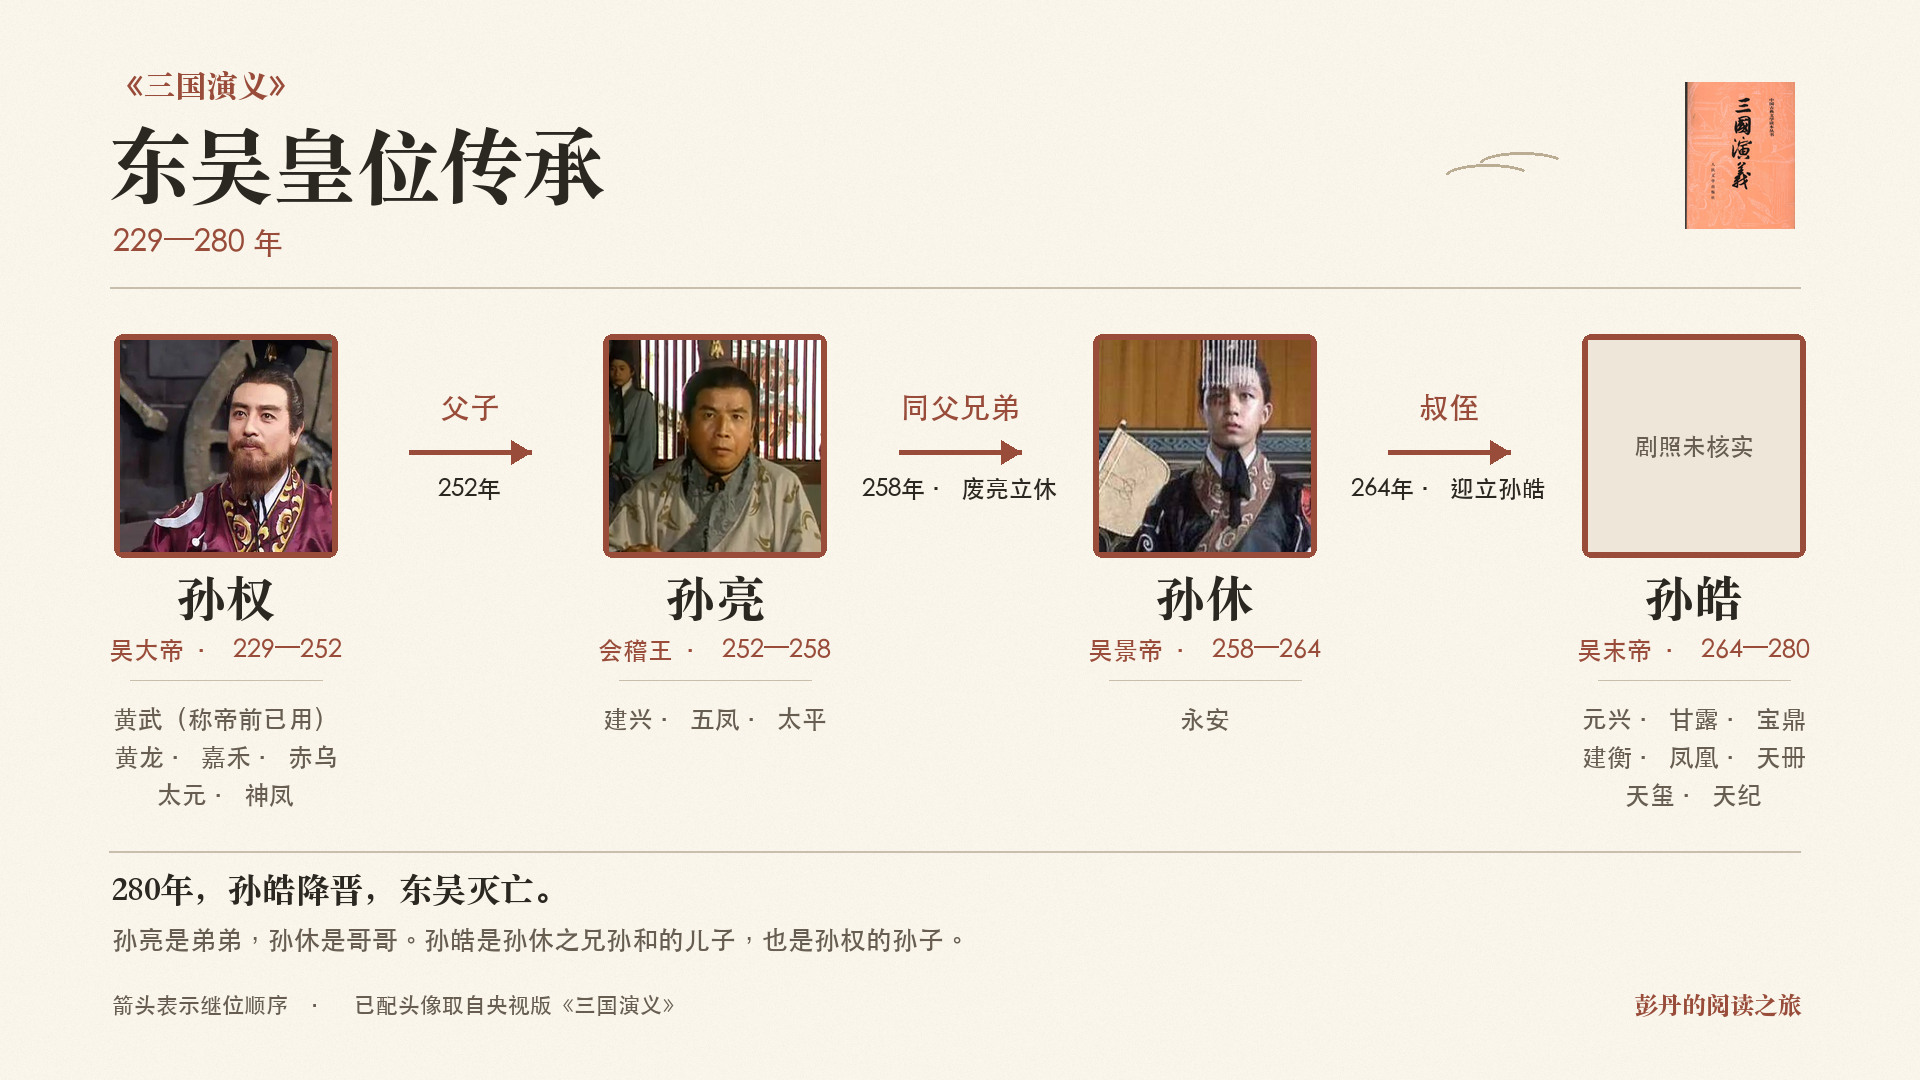 《三国演义》
东吴皇位传承
229—280 年
三國演義
父子
252年
同父兄弟
258年 · 废亮立休
叔侄
264年 · 迎立孙皓
剧照未核实
孙权
吴大帝 · 229—252
黄武（称帝前已用）
黄龙 · 嘉禾 · 赤乌
太元 · 神凤
孙亮
会稽王 · 252—258
建兴 · 五凤 · 太平
孙休
吴景帝 · 258—264
永安
孙皓
吴末帝 · 264—280
元兴 · 甘露 · 宝鼎
建衡 · 凤凰 · 天册
天玺 · 天纪
280年，孙皓降晋，东吴灭亡。
孙亮是弟弟，孙休是哥哥。孙皓是孙休之兄孙和的儿子，也是孙权的孙子。
箭头表示继位顺序 · 已配头像取自央视版《三国演义》
彭丹的阅读之旅